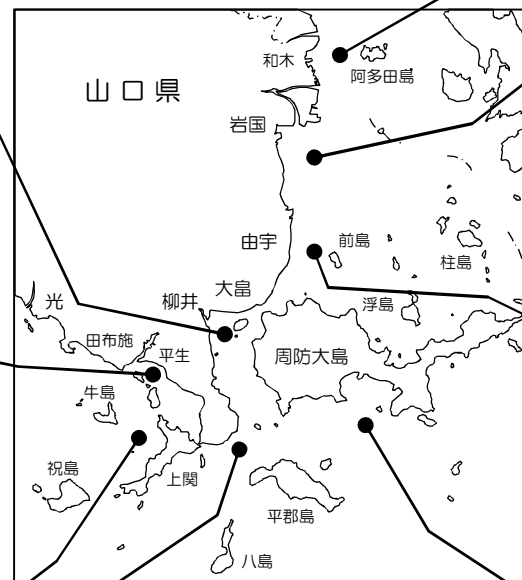 和木
阿多田島
山口県
岩国
由宇
前島
柱島
大畠
柳井
光
浮島
田布施
平生
周防大島
牛島
祝島
上関
平郡島
八島